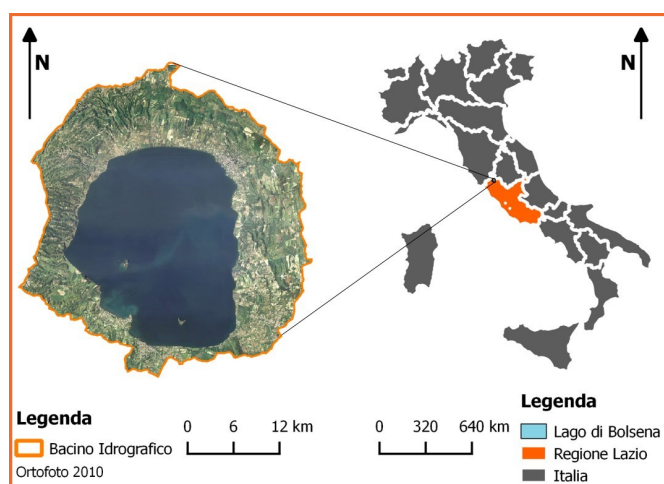 N
N
Legenda
Bacino Idrografico
Ortofoto 2010
0 6 12 km
0 320 640 km
Legenda
Lago di Bolsena
Regione Lazio
Italia